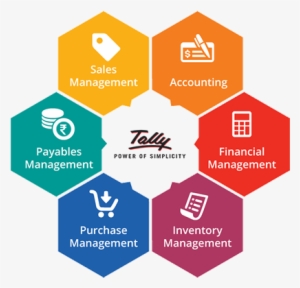 Sales
Management
Accounting
Payables
Management
Tally
POWER OF SIMPLICITY
Financial
Management
Purchase
Management
Inventory
Management